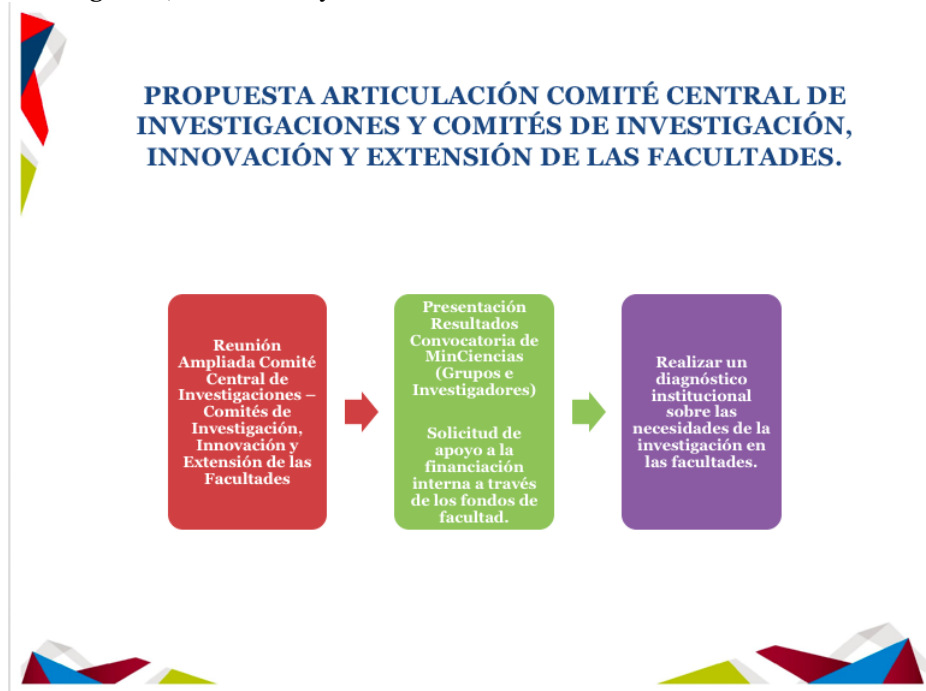 PROPUESTA ARTICULACIÓN COMITÉ CENTRAL DE
INVESTIGACIONES Y COMITÉS DE INVESTIGACIÓN,
INNOVACIÓN Y EXTENSIÓN DE LAS FACULTADES.
Reunión
Ampliada Comité
Central de
Investigaciones –
Comités de
Investigación,
Innovación y
Extensión de las
Facultades
Presentación
Resultados
Convocatoria de
MinCiencias
(Grupos e
Investigadores)
Solicitud de
apoyo a la
financiación
interna a través
de los fondos de
facultad.
Realizar un
diagnóstico
institucional
sobre las
necesidades de la
investigación en
las facultades.